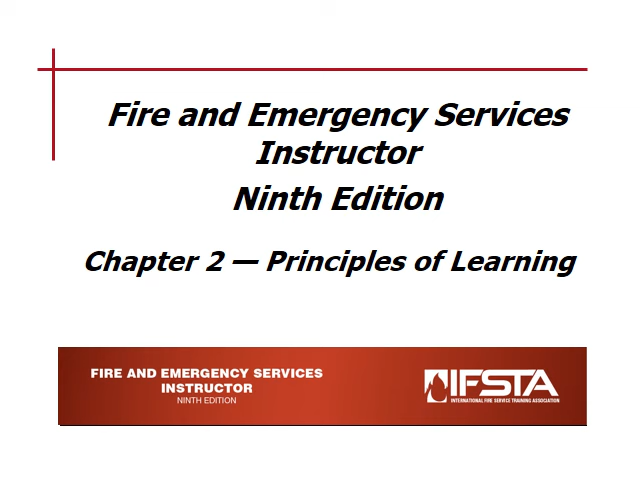 Fire and Emergency Services
Instructor
Ninth Edition
Chapter 2 — Principles of Learning
FIRE AND EMERGENCY SERVICES
INSTRUCTOR
NINTH EDITION
IFSTA
INTERNATIONAL FIRE SERVICE TRAINING ASSOCIATION